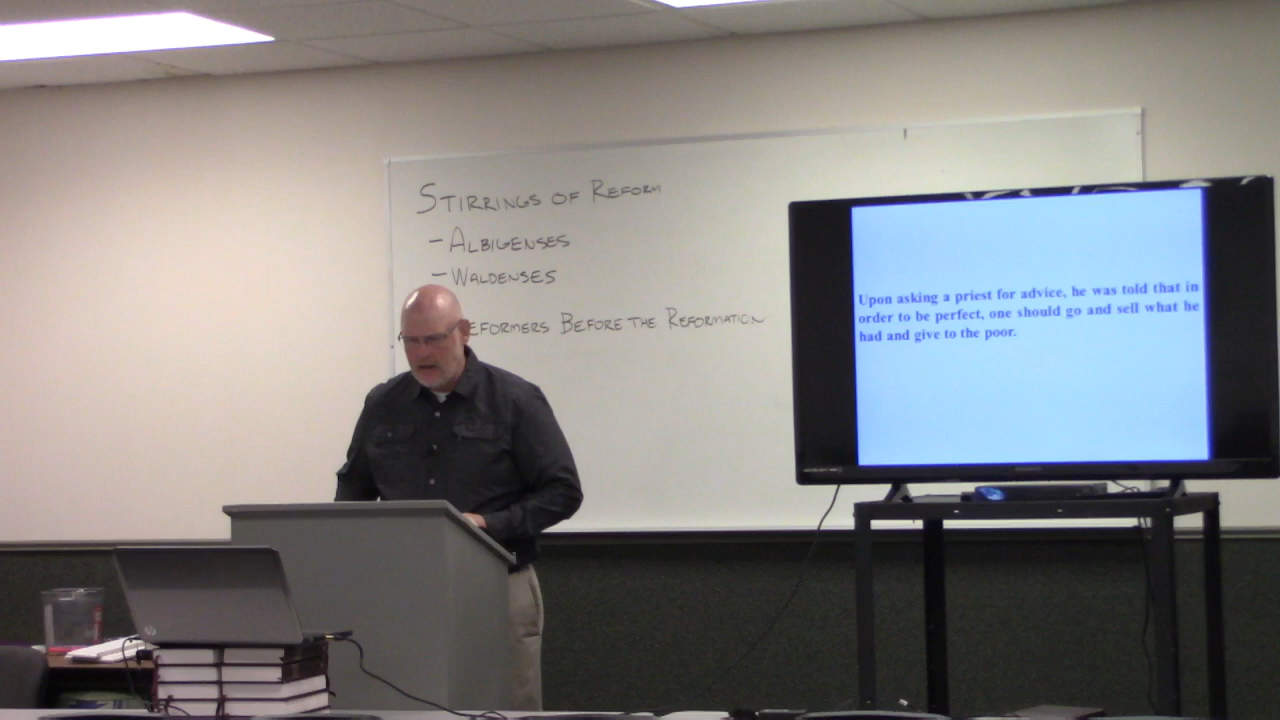 STIRRINGS OF REFORM
- ALBIGENSES
- WALDENSES
EFORMERS BEFORE THE REFORMATION
Upon asking a priest for advice, he was told that in
order to be perfect, one should go and sell what he
had and give to the poor.
hp